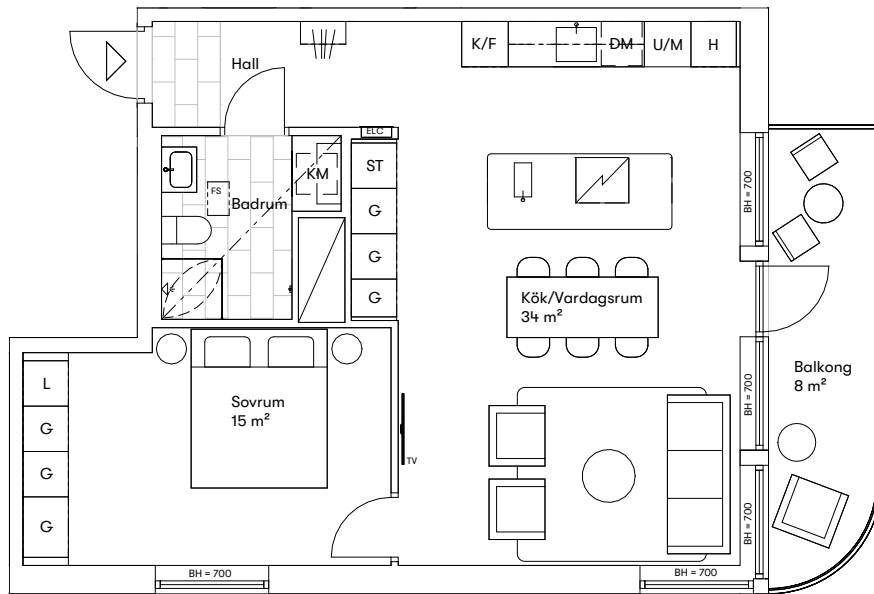 K/F
DM
U/M
H
Hall
ELC
ST
KM
FS
Badrum
G
G
G
BH = 700
Kök/Vardagsrum
34 m²
Balkong
8 m²
L
G
G
G
Sovrum
15 m²
TV
BH = 700
BH = 700
BH = 700
BH = 700